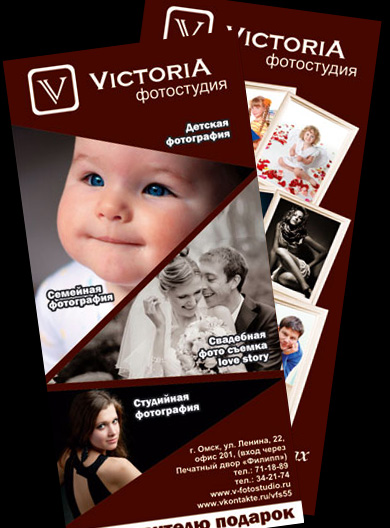 V VICTORIA
фотостудия
Детская
фотография
Семейная
фотография
Свадебная
фото съемка
love story
Студийная
фотография
г. Омск, ул. Ленина, 22,
офис 201, (вход через
Печатный двор «Филипп»)
тел.: 71-18-89
тел.: 34-21-74
www.v-fotostudio.ru
www.vkontakte.ru/vfs55
подарок
VICTORIA
фотостудия